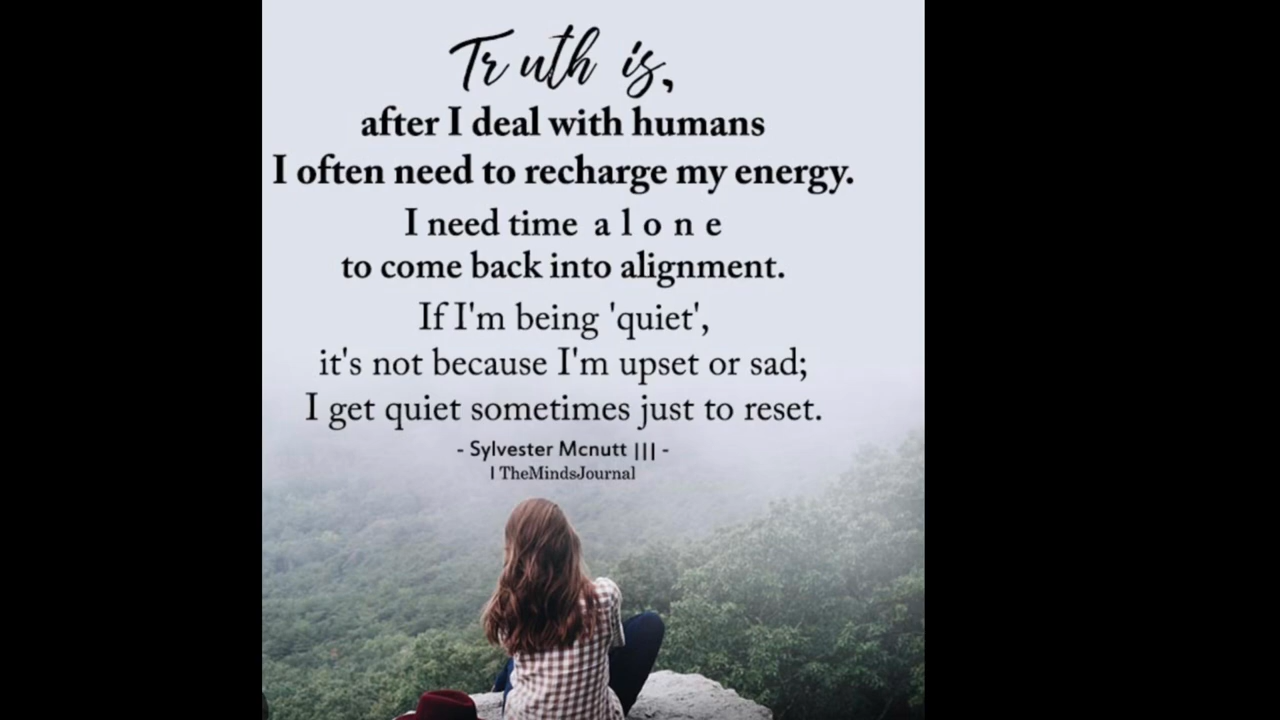 Truth is,
after I deal with humans
I often need to recharge my energy.
I need time a l o n e
to come back into alignment.
If I'm being 'quiet',
it's not because I'm upset or sad;
I get quiet sometimes just to reset.
- Sylvester Mcnutt ||| -
| TheMindsJournal